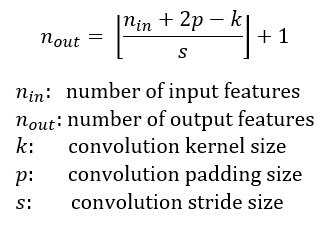 n_out = ⌊(n_in + 2p − k) / s⌋ + 1
n_in: number of input features
n_out: number of output features
k: convolution kernel size
p: convolution padding size
s: convolution stride size